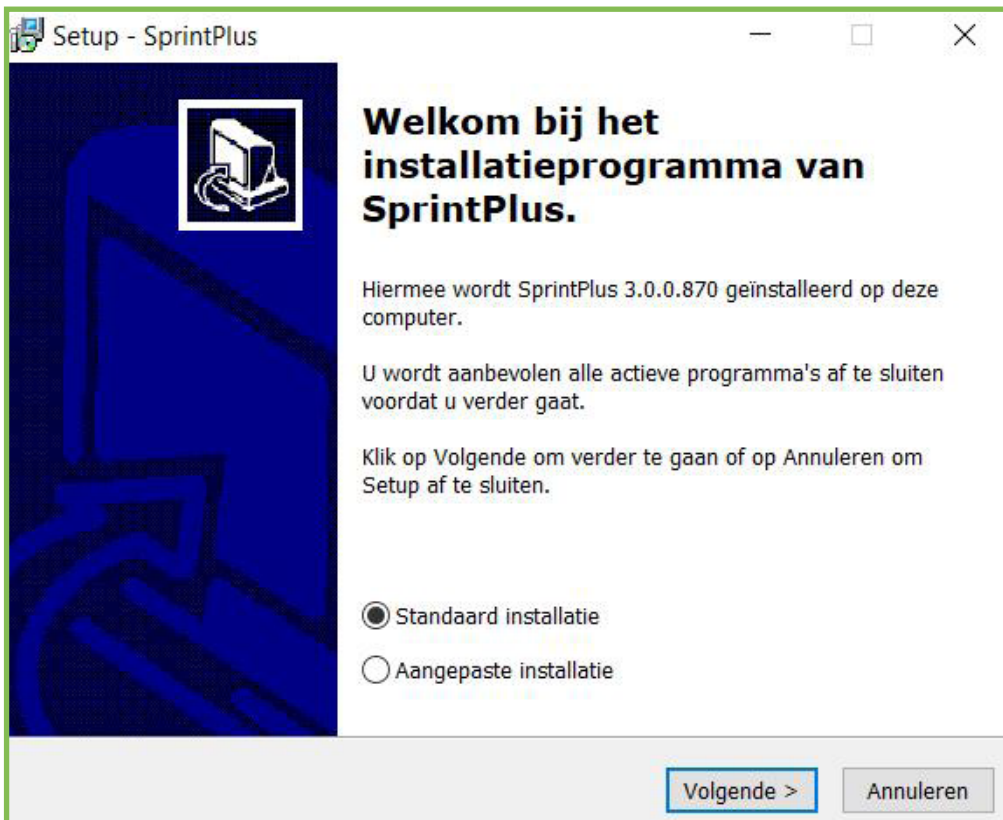 Setup - SprintPlus
Welkom bij het
installatieprogramma van
SprintPlus.
Hiermee wordt SprintPlus 3.0.0.870 geïnstalleerd op deze
computer.
U wordt aanbevolen alle actieve programma's af te sluiten
voordat u verder gaat.
Klik op Volgende om verder te gaan of op Annuleren om
Setup af te sluiten.
Standaard installatie
Aangepaste installatie
Volgende >
Annuleren